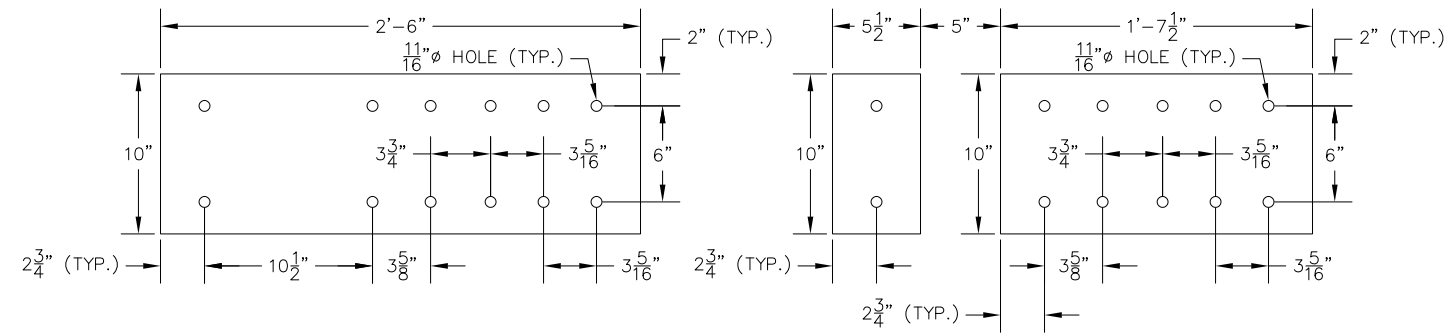 2'-6"
2" (TYP.)
11/16"ø HOLE (TYP.)
10"
3 3/4"
3 5/16"
6"
2 3/4" (TYP.)
10 1/2"
3 5/8"
3 5/16"
5 1/2"
5"
1'-7 1/2"
2" (TYP.)
11/16"ø HOLE (TYP.)
10"
10"
3 3/4"
3 5/16"
6"
2 3/4" (TYP.)
3 5/8"
3 5/16"
2 3/4" (TYP.)